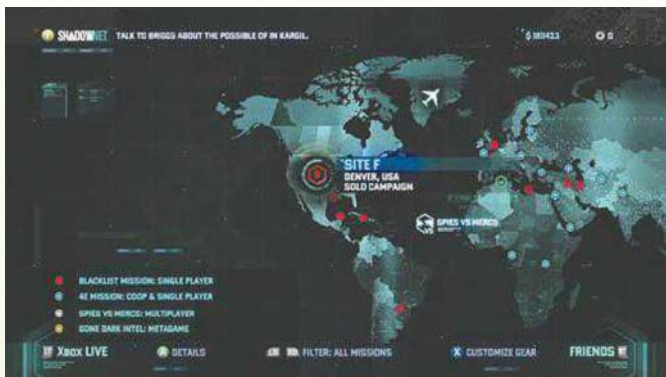 SHADOWNET TALK TO BRIGGS ABOUT THE POSSIBLE OF IN KARGIL.
SITE F
DENVER, USA
SOLO CAMPAIGN
SPIES VS MERCS
BLACKLIST MISSION: SINGLE PLAYER
4E MISSION: COOP & SINGLE PLAYER
SPIES VS MERCS: MULTIPLAYER
GONE DARK INTEL: METAGAME
Xbox LIVE
A DETAILS
FILTER: ALL MISSIONS
X CUSTOMIZE GEAR
FRIENDS